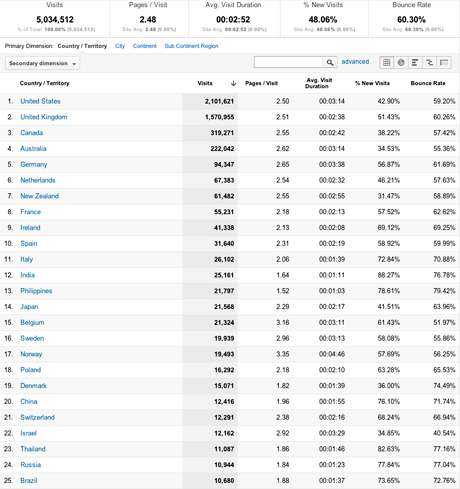 Visits Pages / Visit Avg. Visit Duration % New Visits Bounce Rate
5,034,512 2.48 00:02:52 48.06% 60.30%
% of Total: 100.00% (5,034,512) Site Avg: 2.48 (0.00%) Site Avg: 00:02:52 (0.00%) Site Avg: 48.06% (0.00%) Site Avg: 60.30% (0.00%)
Primary Dimension: Country / Territory City Continent Sub Continent Region
Secondary dimension advanced
Country / Territory Visits Pages / Visit Avg. Visit Duration % New Visits Bounce Rate
1. United States 2,101,621 2.50 00:03:14 42.90% 59.20%
2. United Kingdom 1,570,955 2.51 00:02:38 51.43% 60.26%
3. Canada 319,271 2.55 00:02:42 38.22% 57.42%
4. Australia 222,042 2.62 00:03:14 34.53% 55.36%
5. Germany 94,347 2.65 00:03:38 56.87% 61.69%
6. Netherlands 67,383 2.54 00:02:32 46.21% 57.63%
7. New Zealand 61,482 2.55 00:02:55 31.47% 58.89%
8. France 55,231 2.18 00:02:13 57.52% 62.62%
9. Ireland 41,338 2.13 00:02:08 69.12% 69.25%
10. Spain 31,640 2.31 00:02:19 58.92% 59.99%
11. Italy 26,102 2.06 00:01:39 72.84% 70.88%
12. India 25,161 1.64 00:01:11 88.27% 76.78%
13. Philippines 21,797 1.52 00:01:03 78.61% 79.42%
14. Japan 21,568 2.29 00:02:17 41.51% 63.96%
15. Belgium 21,324 3.16 00:03:11 61.43% 51.97%
16. Sweden 19,939 2.96 00:03:13 58.08% 55.86%
17. Norway 19,493 3.35 00:04:46 57.69% 56.25%
18. Poland 16,292 2.18 00:02:10 63.28% 65.53%
19. Denmark 15,071 1.82 00:01:39 36.00% 74.49%
20. China 12,416 1.96 00:01:55 76.10% 71.74%
21. Switzerland 12,291 2.38 00:02:16 68.24% 66.94%
22. Israel 12,162 2.92 00:03:29 34.85% 40.54%
23. Thailand 11,087 1.86 00:01:46 82.63% 77.16%
24. Russia 10,944 1.84 00:01:23 77.84% 77.04%
25. Brazil 10,680 1.88 00:01:37 73.65% 72.76%